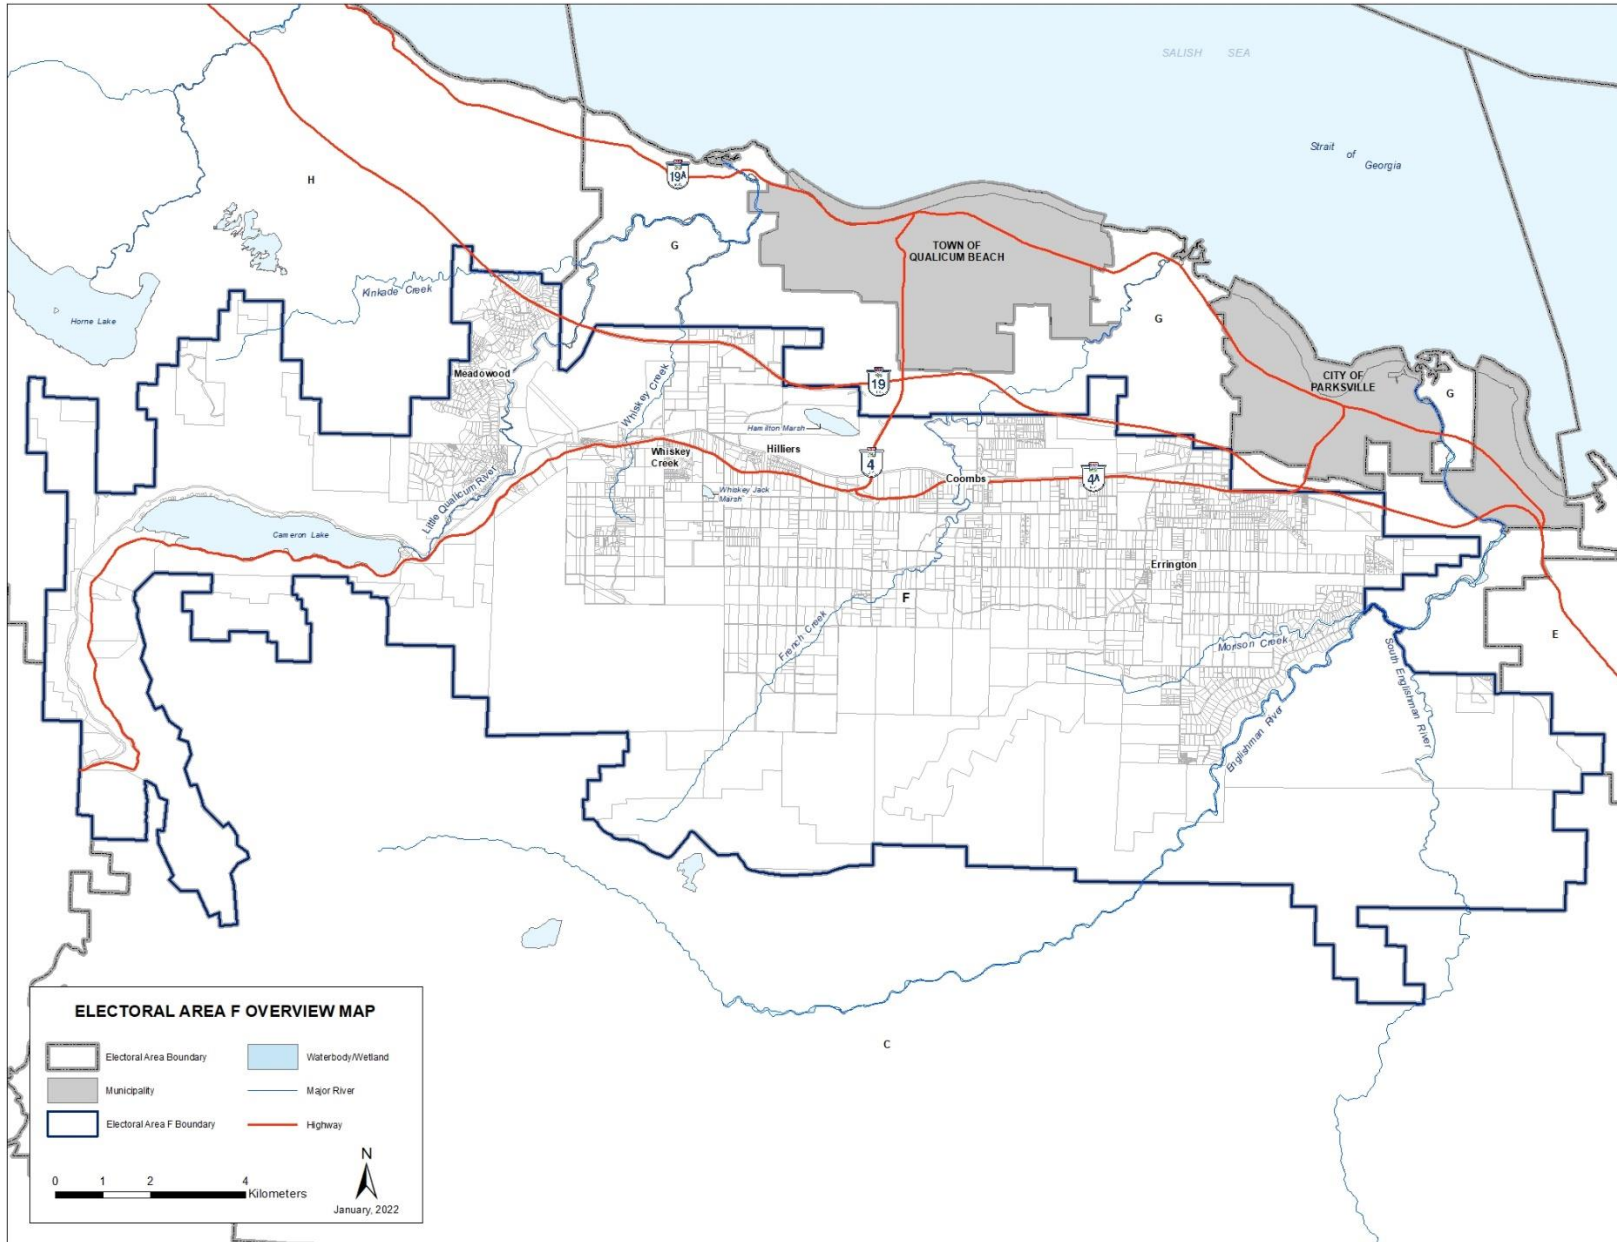 SALISH SEA
Strait
of
Georgia
19A
H
G
TOWN OF
QUALICUM BEACH
Kinkade Creek
Horne Lake
G
Meadowood
19
CITY OF
PARKSVILLE
G
Whiskey Creek
Hamilton Marsh
Hilliers
Whiskey
Creek
4
Coombs
4A
Whiskey Jack
Marsh
Little Qualicum River
Cameron Lake
Errington
F
French Creek
Morison Creek
E
South Englishman River
Englishman River
C
ELECTORAL AREA F OVERVIEW MAP
Electoral Area Boundary
Waterbody/Wetland
Municipality
Major River
Electoral Area F Boundary
Highway
N
0 1 2 4
Kilometers
January, 2022